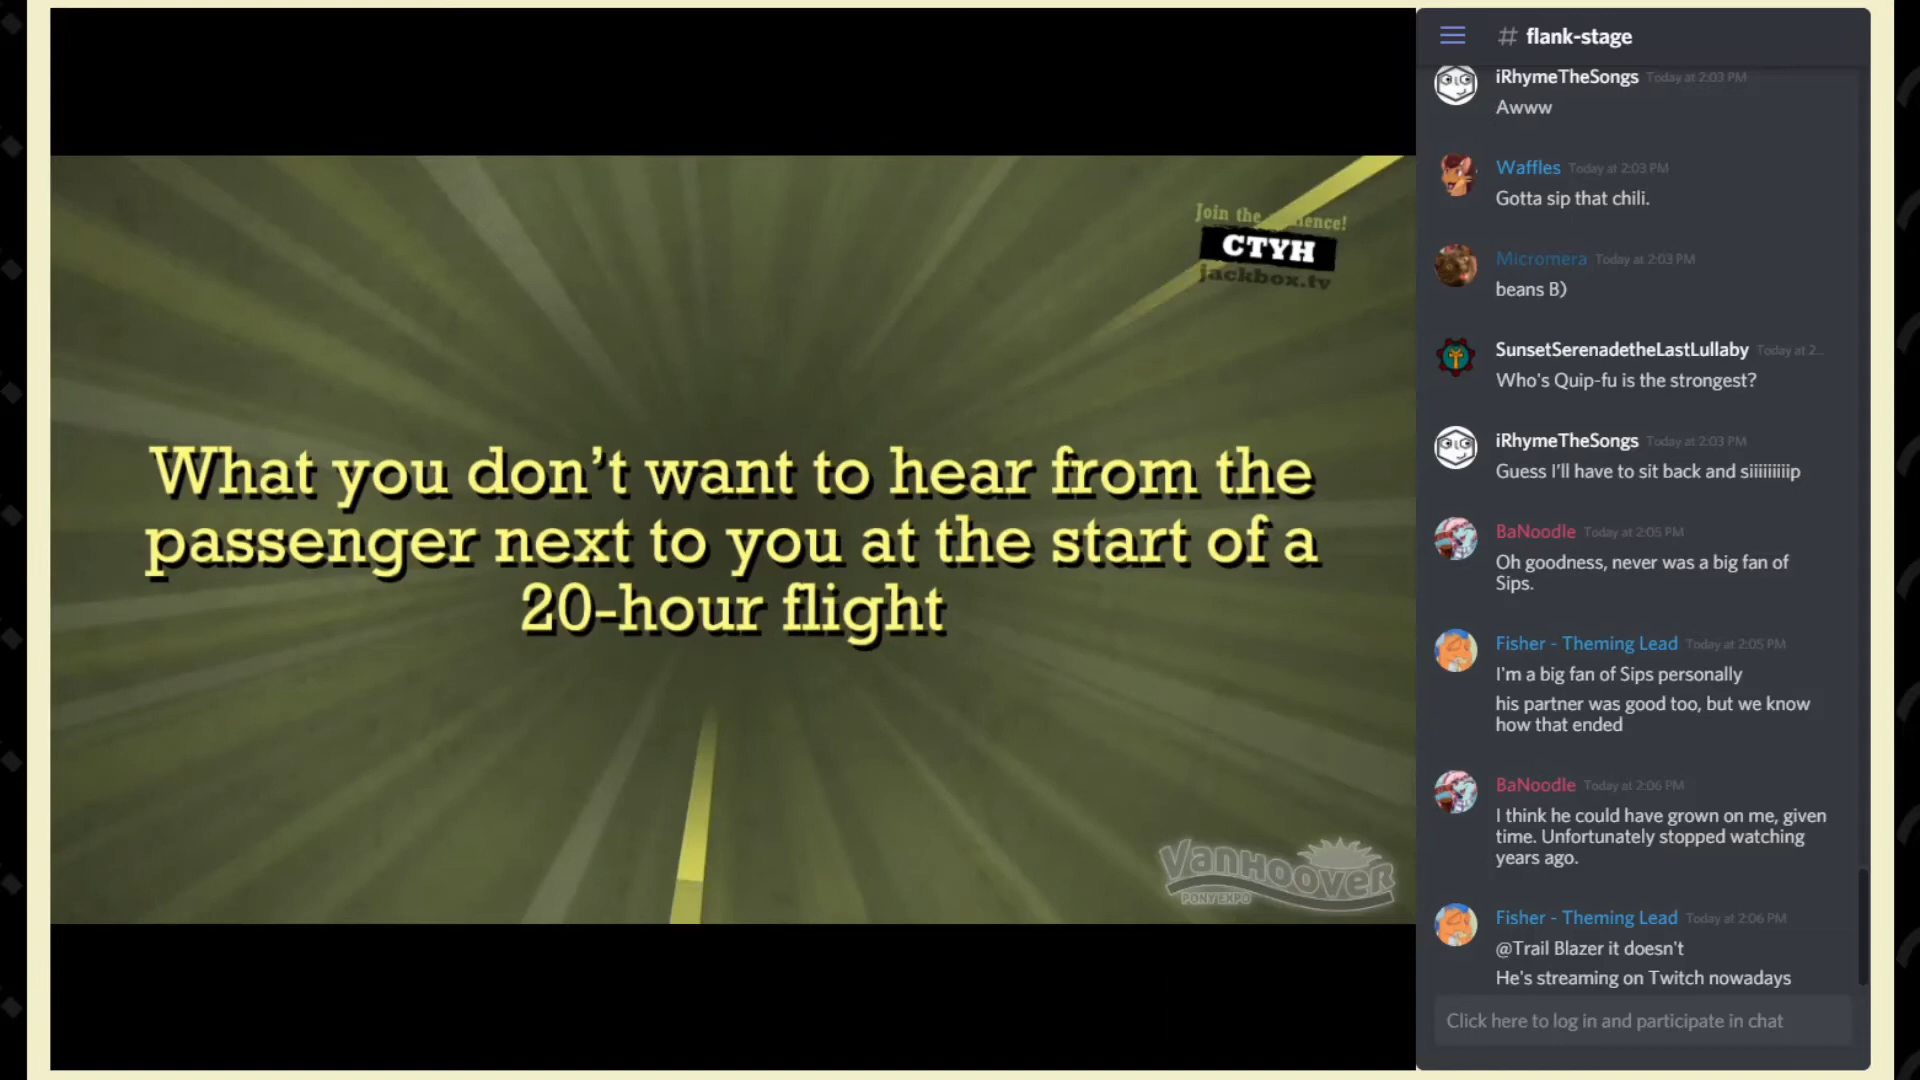 Join the
CTYH
jackbox.tv
What you don't want to hear from the
passenger next to you at the start of a
20-hour flight
VANHOOVER
PONY EXPO
# flank-stage
iRhymeTheSongs Today at 2:03 PM
Awww
Waffles Today at 2:03 PM
Gotta sip that chili.
Micromera Today at 2:03 PM
beans B)
SunsetSerenadetheLastLullaby Today at 2...
Who's Quip-fu is the strongest?
iRhymeTheSongs Today at 2:03 PM
Guess I'll have to sit back and siiiiiiiiip
BaNoodle Today at 2:05 PM
Oh goodness, never was a big fan of
Sips.
Fisher - Theming Lead Today at 2:05 PM
I'm a big fan of Sips personally
his partner was good too, but we know
how that ended
BaNoodle Today at 2:06 PM
I think he could have grown on me, given
time. Unfortunately stopped watching
years ago.
Fisher - Theming Lead Today at 2:06 PM
@Trail Blazer it doesn't
He's streaming on Twitch nowadays
Click here to log in and participate in chat